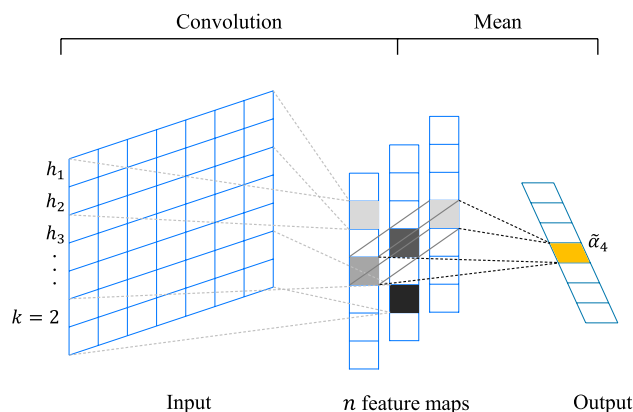 Convolution
Mean
h₁
h₂
h₃
.
.
.
k = 2
α̃₄
Input
n feature maps
Output